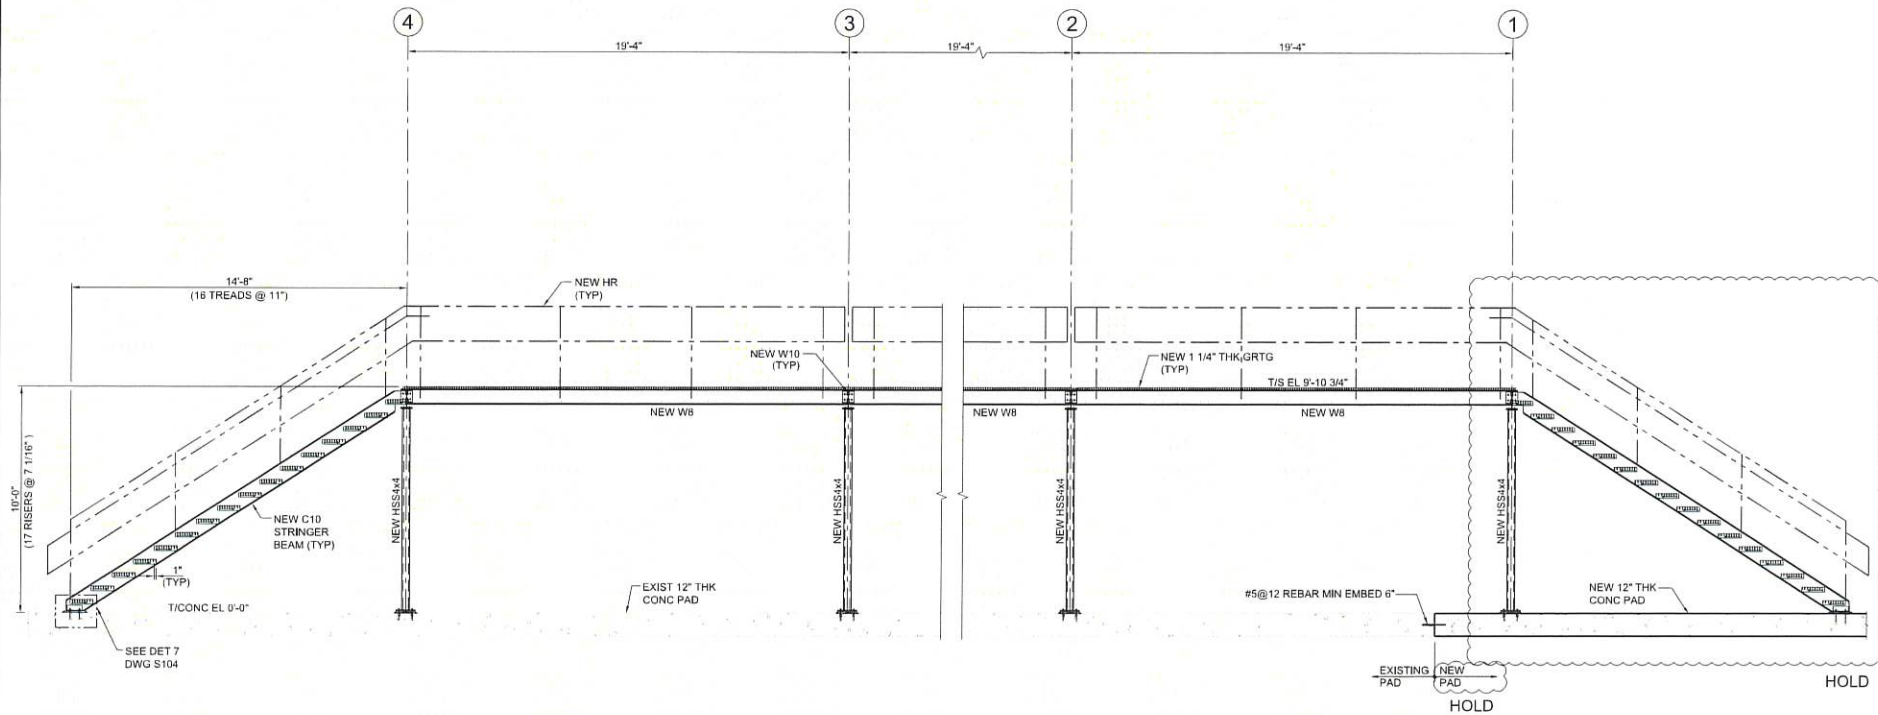 4
3
2
1
19'-4"
19'-4"
19'-4"
14'-8"
(16 TREADS @ 11")
NEW HR
(TYP)
NEW W10
(TYP)
NEW 1 1/4" THK GRTG
(TYP)
T/S EL 9'-10 3/4"
NEW W8
NEW W8
NEW W8
10'-0"
(17 RISERS @ 7 1/16" )
NEW HSS4x4
NEW HSS4x4
NEW HSS4x4
NEW HSS4x4
NEW C10
STRINGER
BEAM (TYP)
1"
(TYP)
T/CONC EL 0'-0"
EXIST 12" THK
CONC PAD
#5@12 REBAR MIN EMBED 6"
NEW 12" THK
CONC PAD
SEE DET 7
DWG S104
EXISTING
PAD
NEW
PAD
HOLD
HOLD